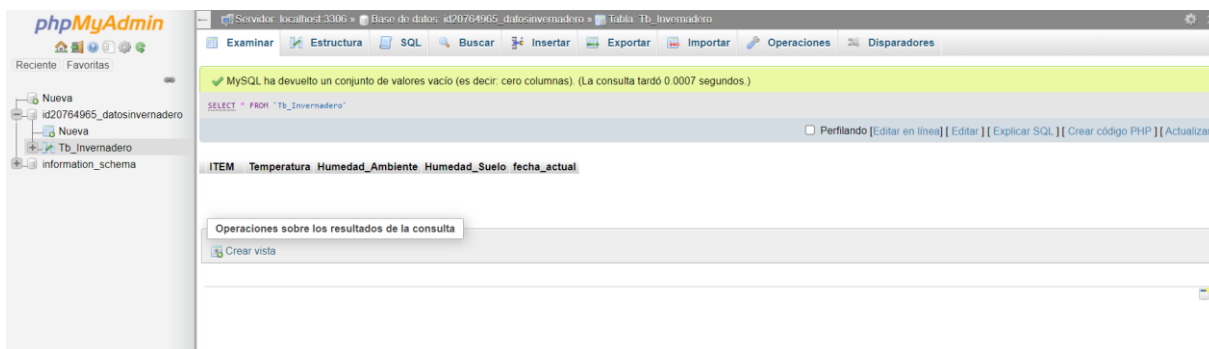 phpMyAdmin
Reciente Favoritas
Nueva
id20764965_datosinvernadero
Nueva
Tb_Invernadero
information_schema
Servidor: localhost:3306 » Base de datos: id20764965_datosinvernadero » Tabla: Tb_Invernadero
Examinar Estructura SQL Buscar Insertar Exportar Importar Operaciones Disparadores
MySQL ha devuelto un conjunto de valores vacío (es decir: cero columnas). (La consulta tardó 0.0007 segundos.)
SELECT * FROM `Tb_Invernadero`
Perfilando [Editar en línea] [ Editar ] [ Explicar SQL ] [ Crear código PHP ] [ Actualizar
ITEM Temperatura Humedad_Ambiente Humedad_Suelo fecha_actual
Operaciones sobre los resultados de la consulta
Crear vista